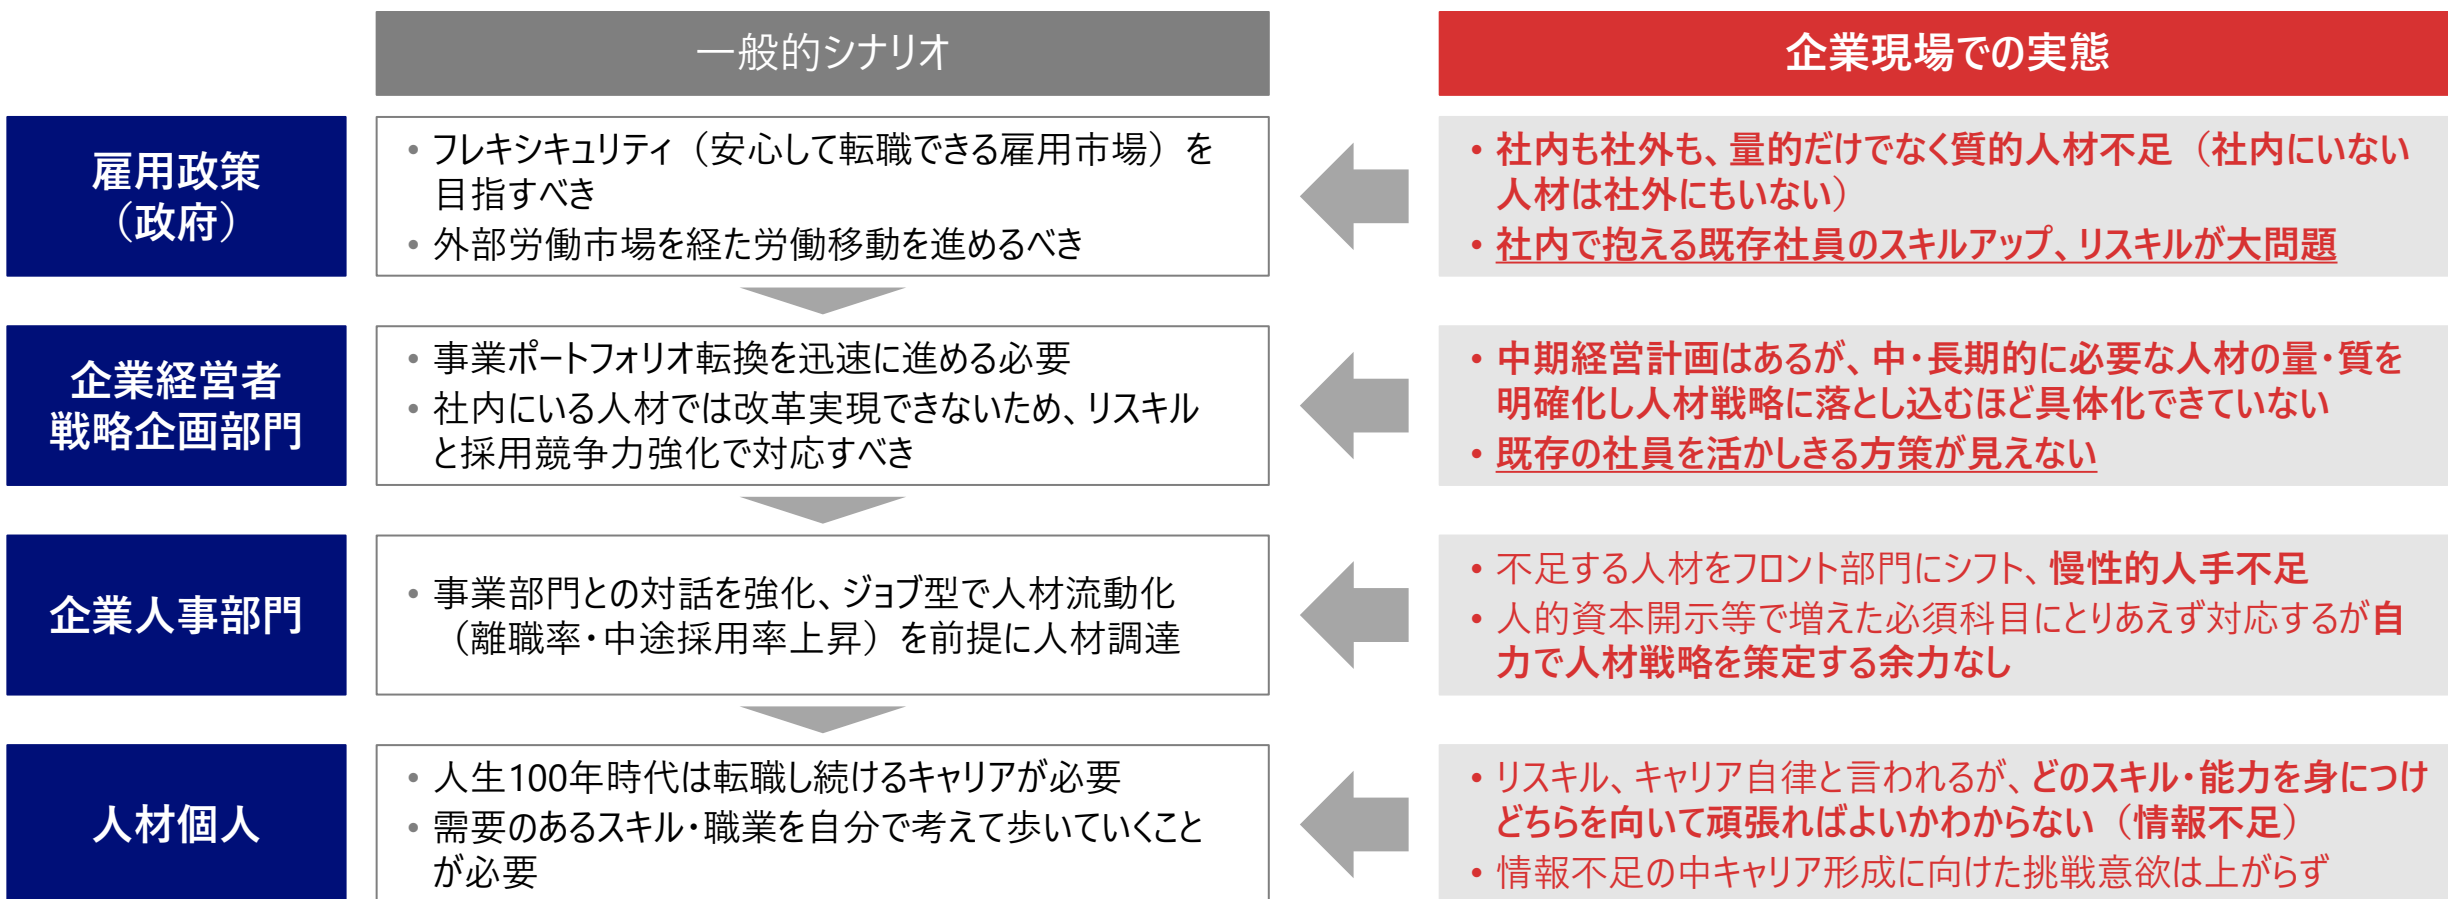 一般的シナリオ
企業現場での実態
雇用政策
（政府）
• フレキシキュリティ（安心して転職できる雇用市場）を
目指すべき
• 外部労働市場を経た労働移動を進めるべき
• 社内も社外も、量的だけでなく質的人材不足（社内にいない
人材は社外にもいない）
• 社内で抱える既存社員のスキルアップ、リスキルが大問題
企業経営者
戦略企画部門
• 事業ポートフォリオ転換を迅速に進める必要
• 社内にいる人材では改革実現できないため、リスキル
と採用競争力強化で対応すべき
• 中期経営計画はあるが、中・長期的に必要な人材の量・質を
明確化し人材戦略に落とし込むほど具体化できていない
• 既存の社員を活かしきる方策が見えない
企業人事部門
• 事業部門との対話を強化、ジョブ型で人材流動化
（離職率・中途採用率上昇）を前提に人材調達
• 不足する人材をフロント部門にシフト、慢性的人手不足
• 人的資本開示等で増えた必須科目にとりあえず対応するが自
力で人材戦略を策定する余力なし
人材個人
• 人生100年時代は転職し続けるキャリアが必要
• 需要のあるスキル・職業を自分で考えて歩いていくこと
が必要
• リスキル、キャリア自律と言われるが、どのスキル・能力を身につけ
どちらを向いて頑張ればよいかわからない（情報不足）
• 情報不足の中キャリア形成に向けた挑戦意欲は上がらず